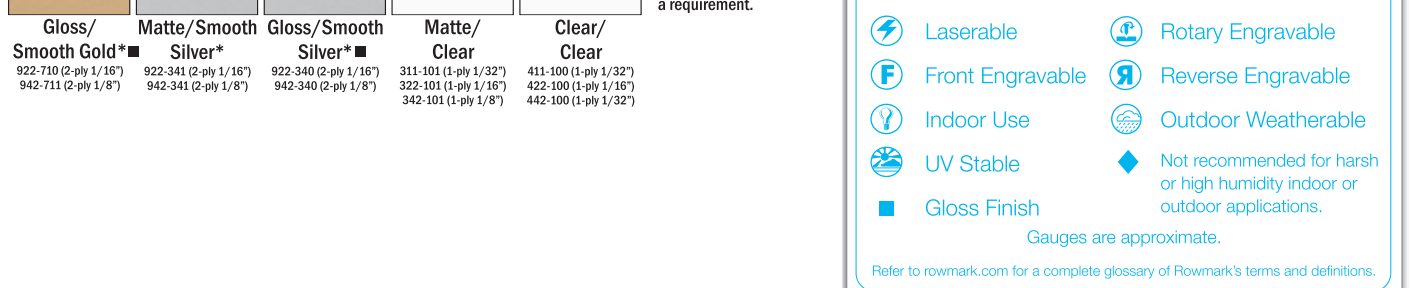 a requirement.
Gloss/
Smooth Gold*■
922-710 (2-ply 1/16”)
942-711 (2-ply 1/8”)
Matte/Smooth
Silver*
922-341 (2-ply 1/16”)
942-341 (2-ply 1/8”)
Gloss/Smooth
Silver*■
922-340 (2-ply 1/16”)
942-340 (2-ply 1/8”)
Matte/
Clear
311-101 (1-ply 1/32”)
322-101 (1-ply 1/16”)
342-101 (1-ply 1/8”)
Clear/
Clear
411-100 (1-ply 1/32”)
422-100 (1-ply 1/16”)
442-100 (1-ply 1/32”)
Laserable
Rotary Engravable
F Front Engravable
Я Reverse Engravable
Indoor Use
Outdoor Weatherable
UV Stable
◆ Not recommended for harsh
or high humidity indoor or
outdoor applications.
■ Gloss Finish
Gauges are approximate.
Refer to rowmark.com for a complete glossary of Rowmark’s terms and definitions.